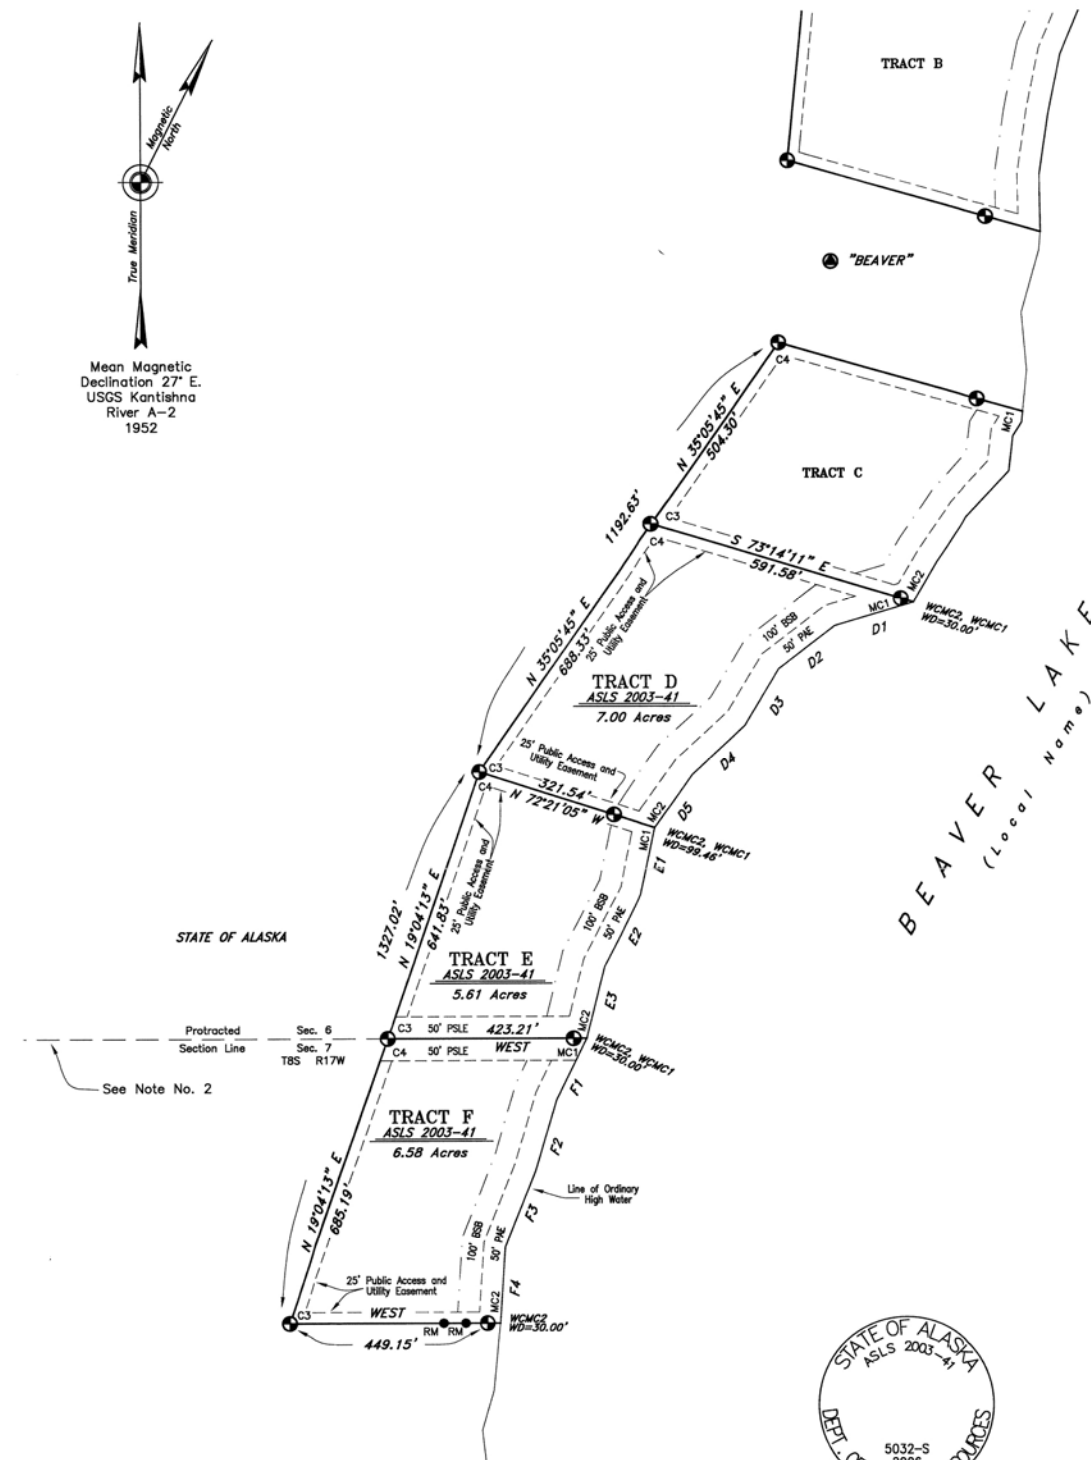 TRACT B
Magnetic
North
True Meridian
"BEAVER"
Mean Magnetic
Declination 27° E.
USGS Kantishna
River A-2
1952
C4
MC1
N 35°05'45" E
504.30'
TRACT C
1192.63'
C3
C4
S 73°14'11" E
591.58'
MC2
MC1
WCMC2, WCMC1
WD=30.00'
D1
N 35°05'45" E
688.33'
25' Public Access and
Utility Easement
100' BSB
50' PAE
D2
TRACT D
ASLS 2003-41
7.00 Acres
D3
D4
D5
BEAVER LAKE
(Local Name)
25' Public Access and
Utility Easement
C3
C4
321.54'
N 72°21'05" W
MC2
MC1
WCMC2, WCMC1
WD=99.46'
E1
1327.02'
N 19°04'13" E
641.83'
25' Public Access and
Utility Easement
100' BSB
50' PAE
E2
STATE OF ALASKA
TRACT E
ASLS 2003-41
5.61 Acres
E3
MC2
Protracted Sec. 6
Section Line Sec. 7
T8S R17W
C3 50' PSLE 423.21'
C4 50' PSLE WEST MC1
WCMC2, WCMC1
WD=30.00'
See Note No. 2
F1
TRACT F
ASLS 2003-41
6.58 Acres
F2
N 19°04'13" E
685.19'
Line of Ordinary
High Water
F3
100' BSB
50' PAE
25' Public Access and
Utility Easement
F4
C3
WEST
MC2
WCMC2
WD=30.00'
RM RM
449.15'
STATE OF ALASKA
ASLS 2003-41
DEPT.
5032-S